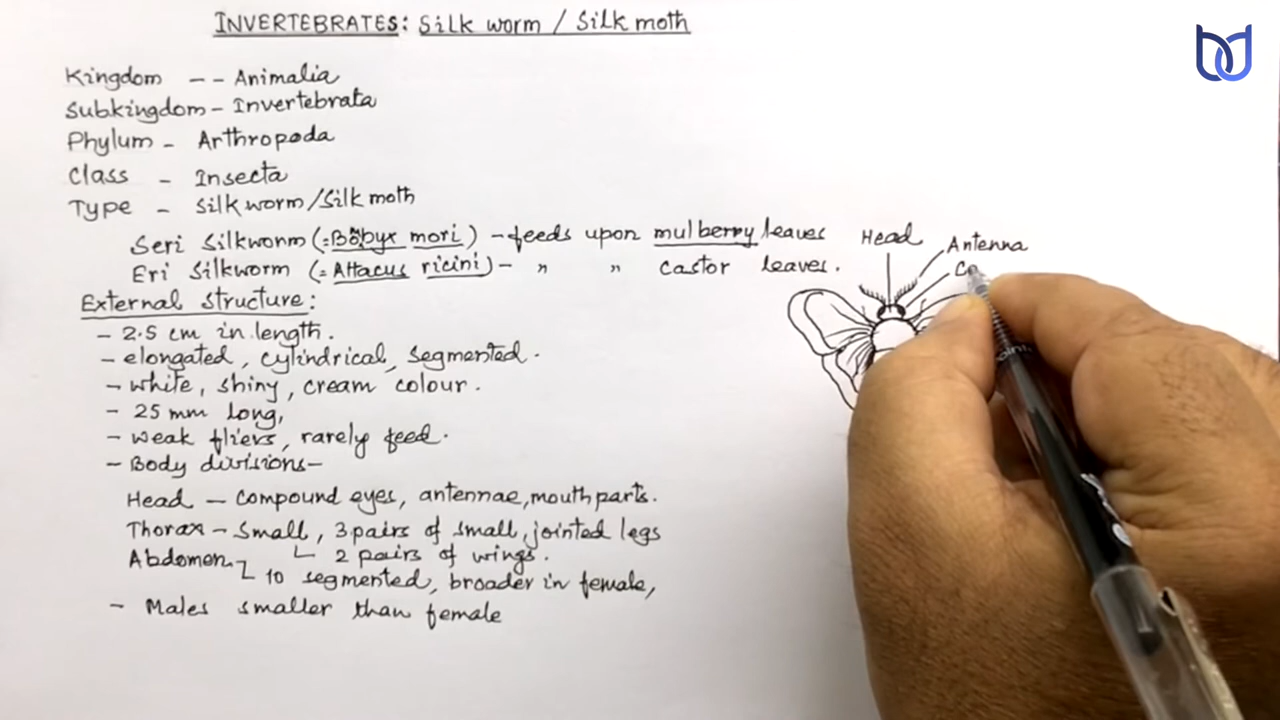 INVERTEBRATES: Silk worm / Silk moth
Kingdom -- Animalia
Subkingdom - Invertebrata
Phylum - Arthropoda
Class - Insecta
Type - Silk worm/Silk moth
Seri Silkworm (=Bombyx mori) - feeds upon mulberry leaves
Eri Silkworm (=Attacus ricini) - " " castor leaves.
External structure:
- 2.5 cm in length.
- elongated, cylindrical, segmented.
- white, shiny, cream colour.
- 25 mm long,
- weak fliers, rarely feed.
- Body divisions-
Head - compound eyes, antennae, mouth parts.
Thorax - small, 3 pairs of small, jointed legs
2 pairs of wings.
Abdomen
10 segmented, broader in female,
- Males smaller than female
Head
Antenna
Co